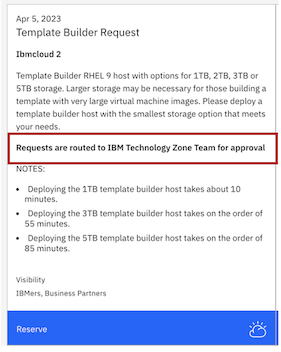 Apr 5, 2023
Template Builder Request
Ibmcloud 2
Template Builder RHEL 9 host with options for 1TB, 2TB, 3TB or
5TB storage. Larger storage may be necessary for those building a
template with very large virtual machine images. Please deploy a
template builder host with the smallest storage option that meets
your needs.
Requests are routed to IBM Technology Zone Team for approval
NOTES:
• Deploying the 1TB template builder host takes about 10
minutes.
• Deploying the 3TB template builder host takes on the order of
55 minutes.
• Deploying the 5TB template builder host takes on the order of
85 minutes.
Visibility
IBMers, Business Partners
Reserve